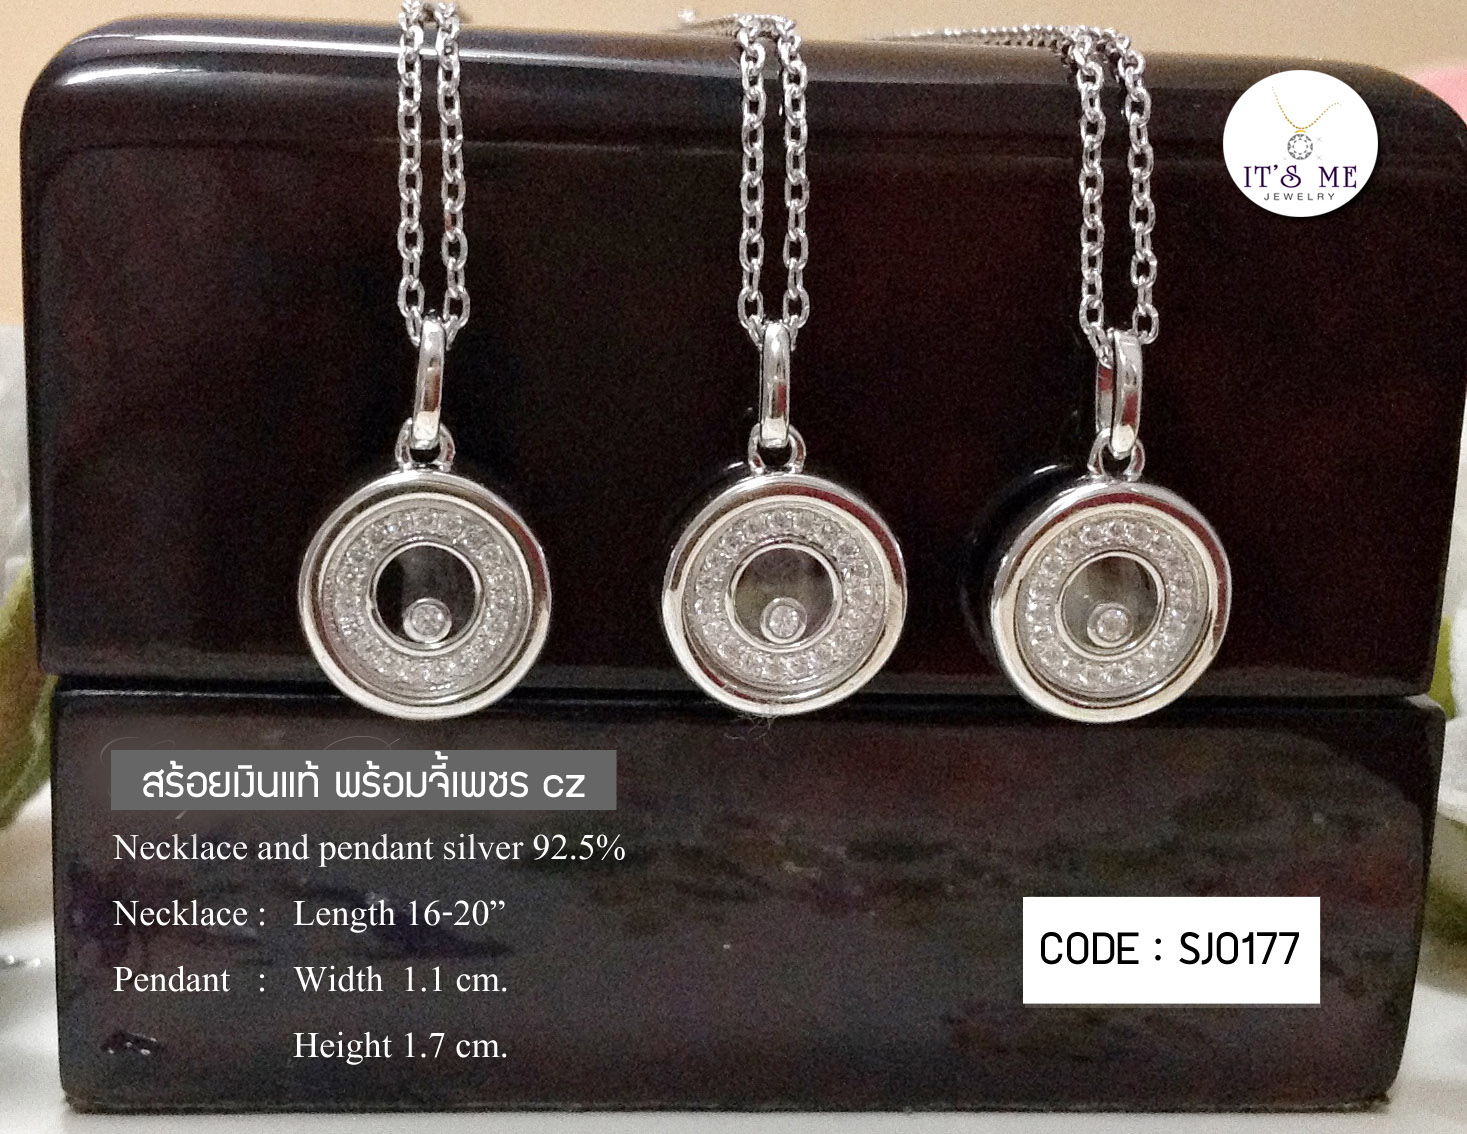 IT'S ME
JEWELRY
สร้อยเงินแท้ พร้อมจี้เพชร cz
Necklace and pendant silver 92.5%
Necklace : Length 16-20”
Pendant : Width 1.1 cm.
Height 1.7 cm.
CODE : SJ0177